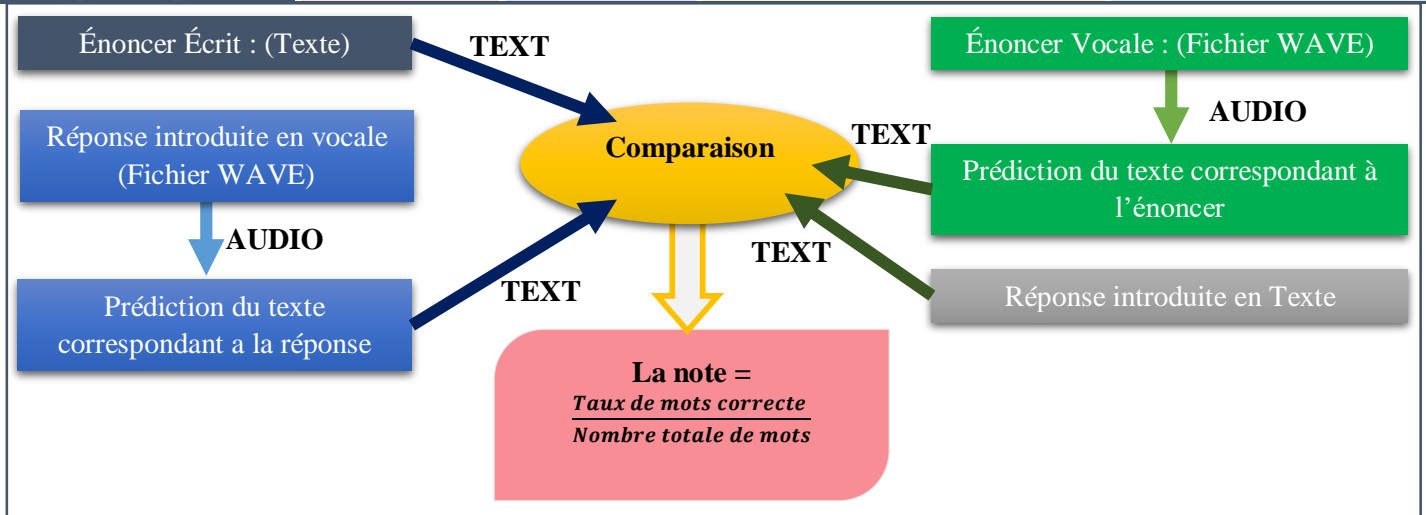 Énoncer Écrit : (Texte)
TEXT
Énoncer Vocale : (Fichier WAVE)
Réponse introduite en vocale
(Fichier WAVE)
AUDIO
Prédiction du texte
correspondant a la réponse
TEXT
Comparaison
TEXT
AUDIO
Prédiction du texte correspondant à
l’énoncer
TEXT
Réponse introduite en Texte
La note =
Taux de mots correcte
Nombre totale de mots